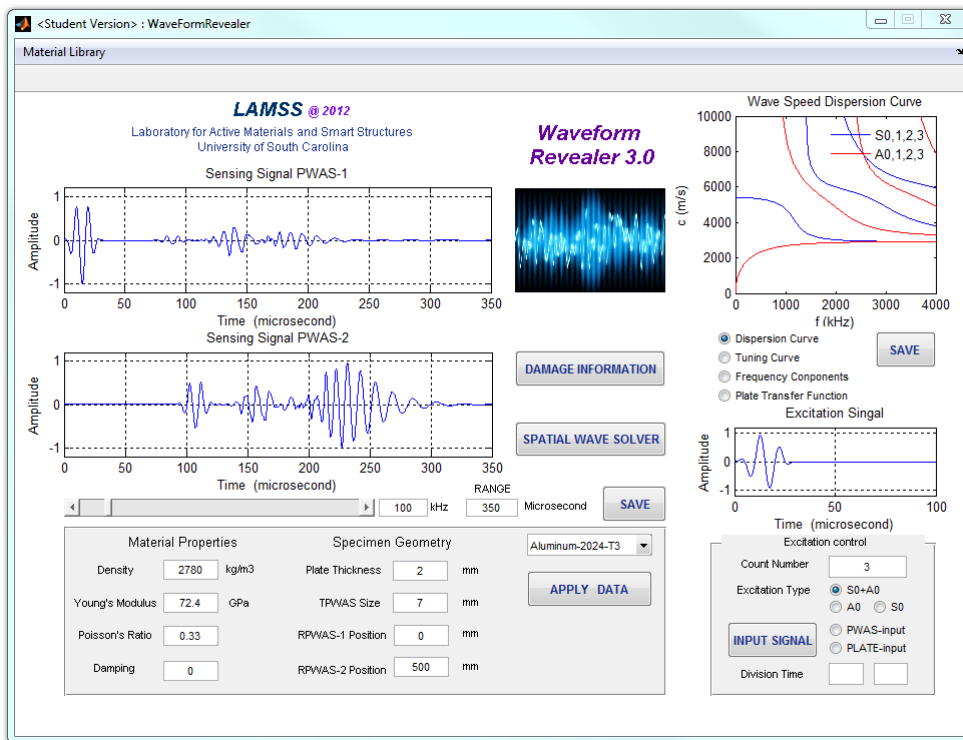 <Student Version> : WaveFormRevealer
Material Library
LAMSS @ 2012
Laboratory for Active Materials and Smart Structures
University of South Carolina
Waveform
Revealer 3.0
Sensing Signal PWAS-1
Amplitude
1
0
-1
0 50 100 150 200 250 300 350
Time (microsecond)
Sensing Signal PWAS-2
Amplitude
1
0
-1
0 50 100 150 200 250 300 350
Time (microsecond)
100 kHz
RANGE
350 Microsecond
SAVE
DAMAGE INFORMATION
SPATIAL WAVE SOLVER
Wave Speed Dispersion Curve
c (m/s)
10000
8000
6000
4000
2000
0
S0,1,2,3
A0,1,2,3
0 1000 2000 3000 4000
f (kHz)
Dispersion Curve
Tuning Curve
Frequency Conponents
Plate Transfer Function
SAVE
Excitation Singal
Amplitude
1
0
-1
0 50 100
Time (microsecond)
Material Properties
Density 2780 kg/m3
Young's Modulus 72.4 GPa
Poisson's Ratio 0.33
Damping 0
Specimen Geometry
Plate Thickness 2 mm
TPWAS Size 7 mm
RPWAS-1 Position 0 mm
RPWAS-2 Position 500 mm
Aluminum-2024-T3
APPLY DATA
Excitation control
Count Number 3
Excitation Type S0+A0
A0 S0
INPUT SIGNAL
PWAS-input
PLATE-input
Division Time